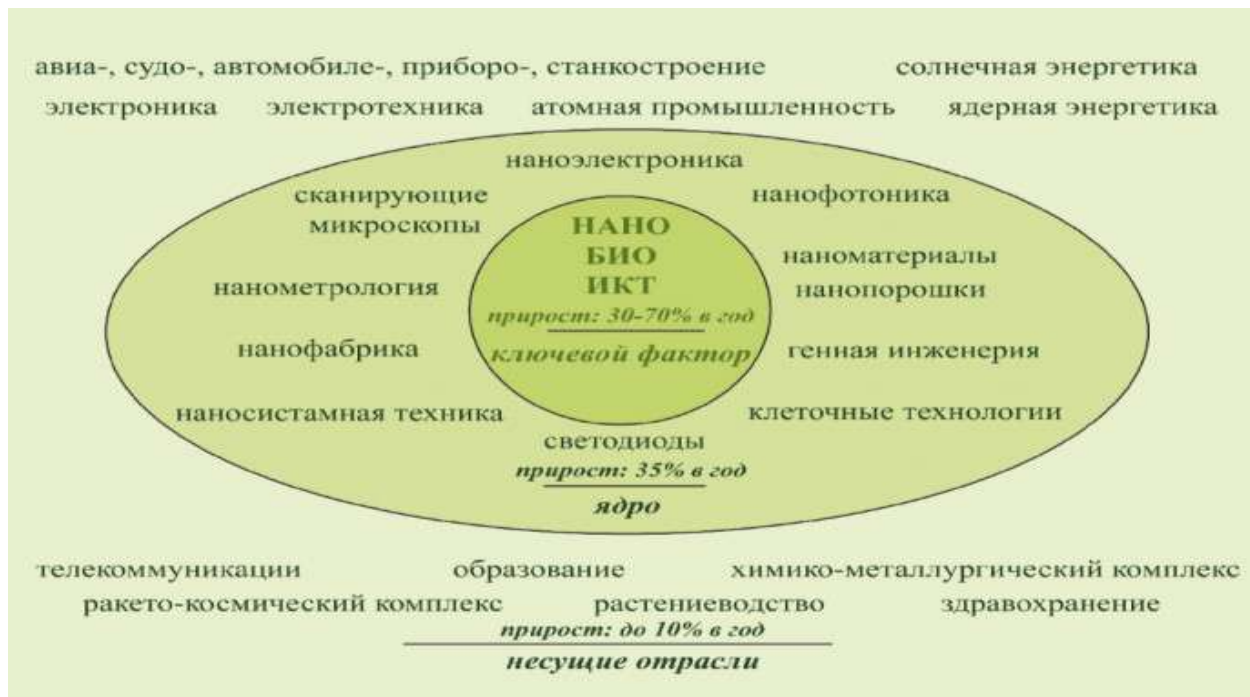 авиа-, судо-, автомобиле-, приборо-, станкостроение солнечная энергетика
электроника электротехника атомная промышленность ядерная энергетика
наноэлектроника
сканирующие
микроскопы
нанофотоника
НАНО
БИО
ИКТ
прирост: 30-70% в год
ключевой фактор
наноматериалы
нанопорошки
нанометрология
нанофабрика
генная инженерия
наносистамная техника
клеточные технологии
светодиоды
прирост: 35% в год
ядро
телекоммуникации образование химико-металлургический комплекс
ракето-космический комплекс растениеводство здравохранение
прирост: до 10% в год
несущие отрасли